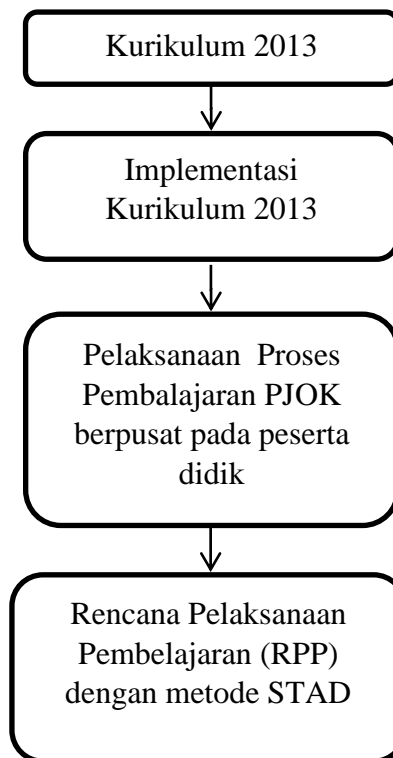 Kurikulum 2013
Implementasi
Kurikulum 2013
Pelaksanaan Proses
Pembalajaran PJOK
berpusat pada peserta
didik
Rencana Pelaksanaan
Pembelajaran (RPP)
dengan metode STAD